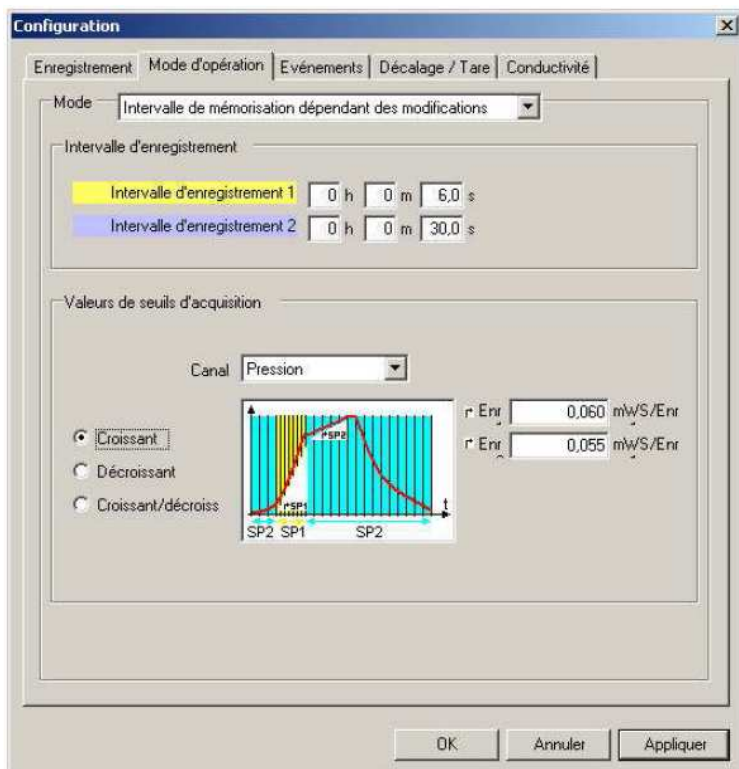 Configuration
Enregistrement Mode d'opération Evénements Décalage / Tare Conductivité
Mode Intervalle de mémorisation dépendant des modifications
Intervalle d'enregistrement
Intervalle d'enregistrement 1 0 h 0 m 6,0 s
Intervalle d'enregistrement 2 0 h 0 m 30,0 s
Valeurs de seuils d'acquisition
Canal Pression
Croissant
Décroissant
Croissant/décroiss
SP2
SP1
t
SP2 SP1 SP2
Enr 0,060 mWS/Enr
Enr 0,055 mWS/Enr
OK Annuler Appliquer